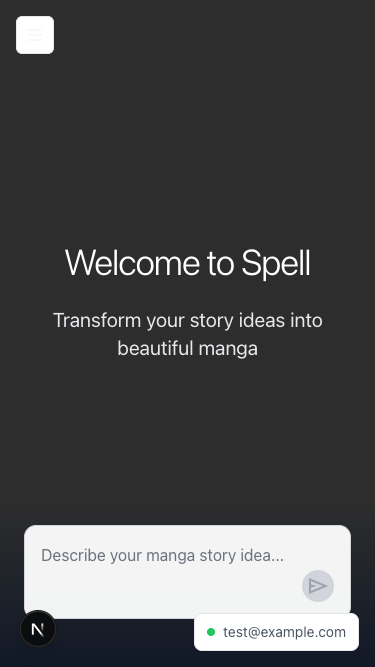 Welcome to Spell
Transform your story ideas into
beautiful manga
Describe your manga story idea...
N
test@example.com